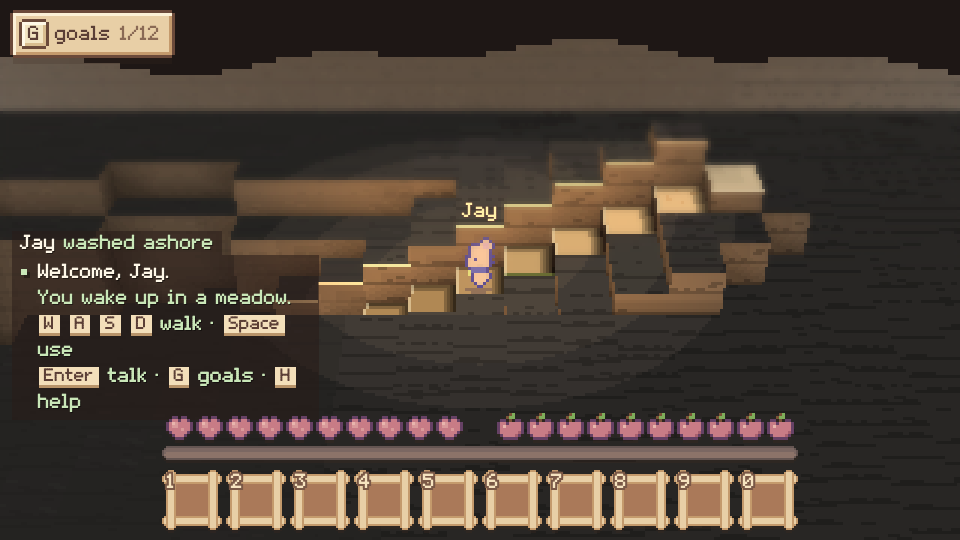 G goals 1/12
Jay
Jay washed ashore
Welcome, Jay.
You wake up in a meadow.
W A S D walk · Space
use
Enter talk · G goals · H
help
1 2 3 4 5 6 7 8 9 0